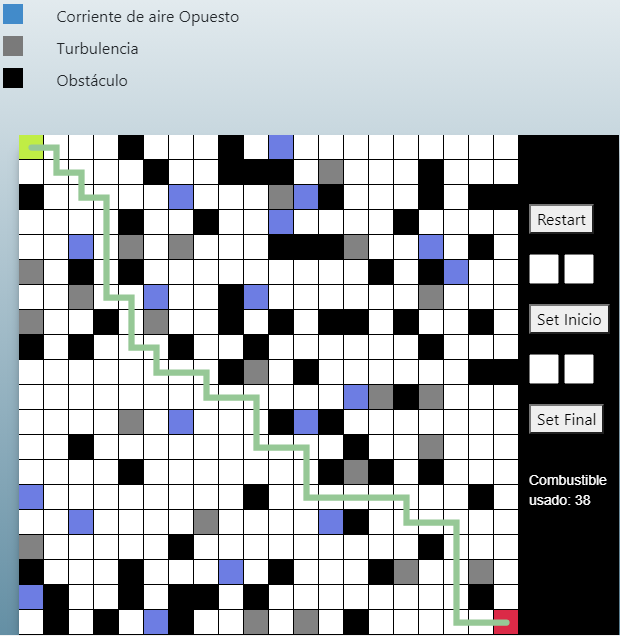 Corriente de aire Opuesto
Turbulencia
Obstáculo
Restart
Set Inicio
Set Final
Combustible
usado: 38